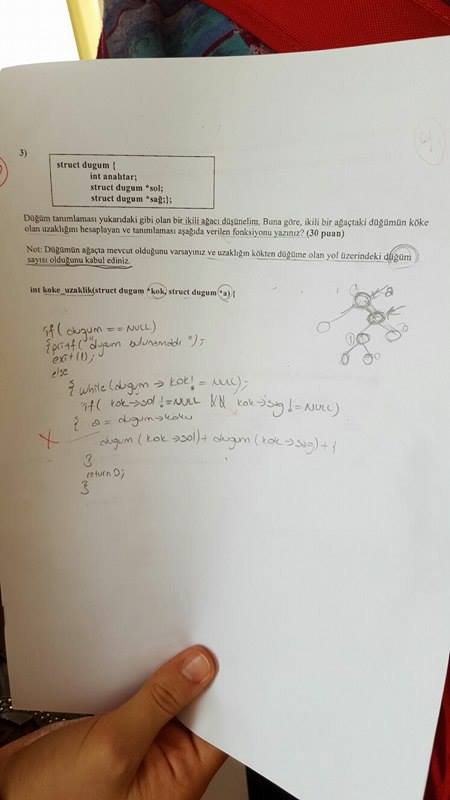 3)
struct dugum {
int anahtar;
struct dugum *sol;
struct dugum *sağ;};
Düğüm tanımlaması yukarıdaki gibi olan bir ikili ağacı düşünelim. Buna göre, ikili bir ağaçtaki düğümün köke
olan uzaklığını hesaplayan ve tanımlaması aşağıda verilen fonksiyonu yazınız? (30 puan)
Not: Düğümün ağaçta mevcut olduğunu varsayınız ve uzaklığın kökten düğüme olan yol üzerindeki düğüm
sayısı olduğunu kabul ediniz.
int koke_uzaklik(struct dugum *kok, struct dugum *a){
if( dugum == NULL)
exit(1);
else
{ while(dugum → kok! = NULL);
if( kok→sol != NULL && kok→sag != NULL)
{ a = dugum→koku
dugum (kok→sol) + dugum (kok→sag) + 1
}
return 0;
}